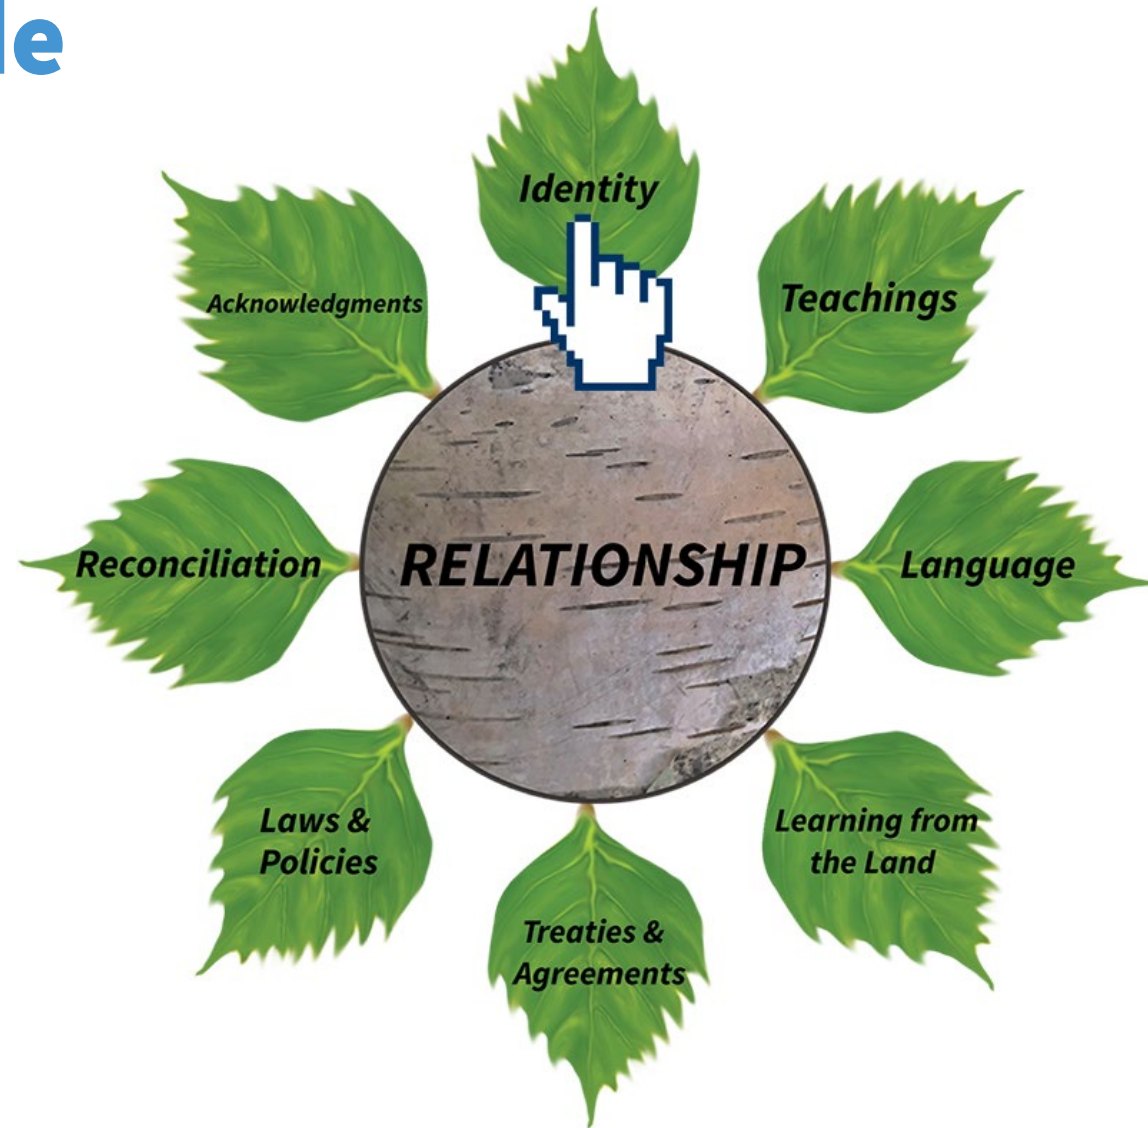 Identity
Acknowledgments
Teachings
Reconciliation
RELATIONSHIP
Language
Laws &
Policies
Learning from
the Land
Treaties &
Agreements